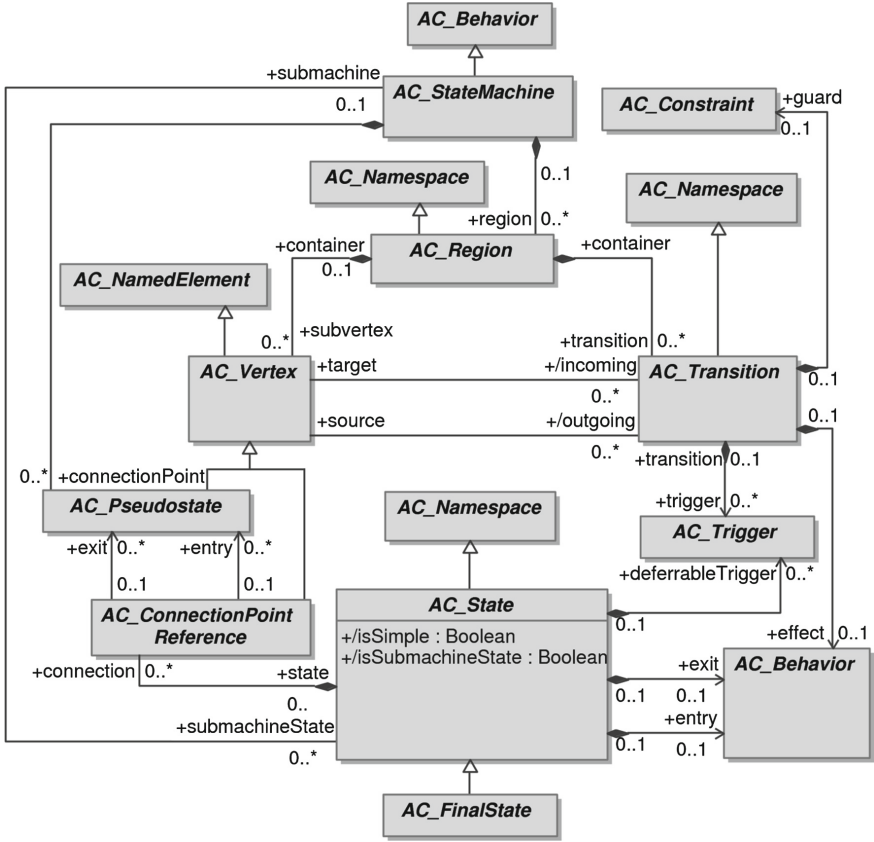 AC_Behavior
+submachine
AC_StateMachine
0..1
AC_Constraint
+guard
0..1
AC_Namespace
0..1
AC_Namespace
+region
0..*
+container
0..1
AC_Region
+container
AC_NamedElement
0..*
+subvertex
+transition
0..*
AC_Vertex
+target
+/incoming
0..*
AC_Transition
0..1
+source
+/outgoing
0..*
0..1
+transition
0..1
0..*
+connectionPoint
AC_Pseudostate
AC_Namespace
+trigger
0..*
AC_Trigger
+exit
0..*
+entry
0..*
+deferrableTrigger
0..*
0..1
0..1
AC_ConnectionPoint
Reference
AC_State
+/isSimple : Boolean
+/isSubmachineState : Boolean
0..1
+effect
0..1
+connection
0..*
+state
0..
+exit
0..1
0..1
AC_Behavior
+submachineState
0..*
+entry
0..1
0..1
AC_FinalState